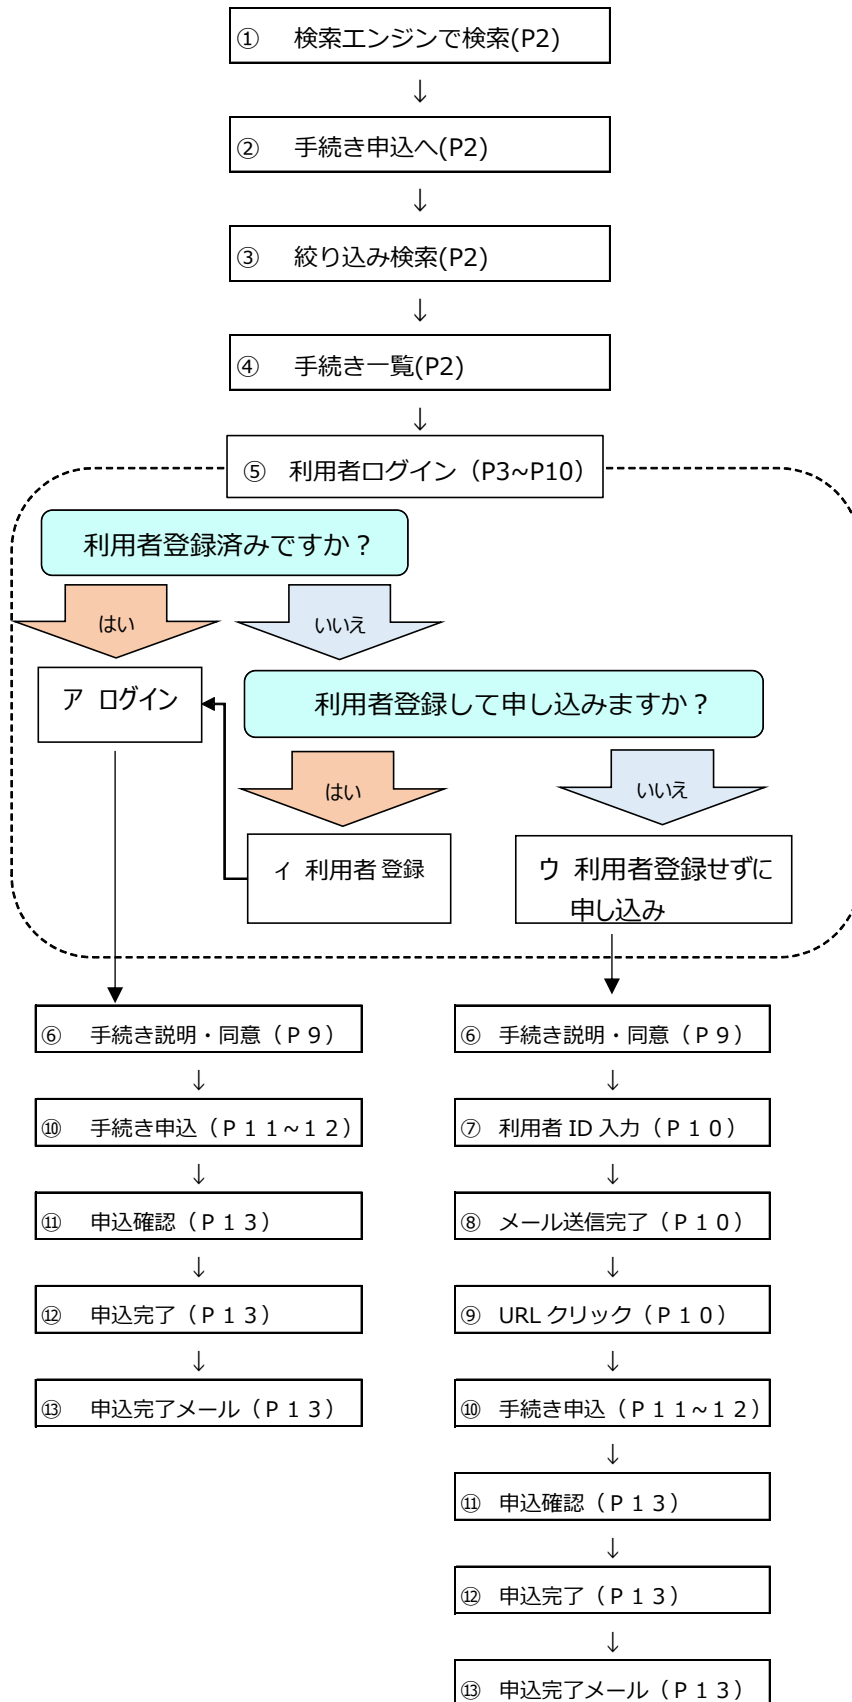 ① 検索エンジンで検索(P2)
↓
② 手続き申込へ(P2)
↓
③ 絞り込み検索(P2)
↓
④ 手続き一覧(P2)
↓
⑤ 利用者ログイン（P3~P10）
利用者登録済みですか？
はい
いいえ
ア ログイン
利用者登録して申し込みますか？
はい
いいえ
イ 利用者登録
ウ 利用者登録せずに
申し込み
⑥ 手続き説明・同意（Ｐ９）
↓
⑩ 手続き申込（Ｐ１１~１２）
↓
⑪ 申込確認（Ｐ１３）
↓
⑫ 申込完了（Ｐ１３）
↓
⑬ 申込完了メール（Ｐ１３）
⑥ 手続き説明・同意（Ｐ９）
↓
⑦ 利用者 ID 入力（Ｐ１０）
↓
⑧ メール送信完了（Ｐ１０）
↓
⑨ URL クリック（Ｐ１０）
↓
⑩ 手続き申込（Ｐ１１~１２）
↓
⑪ 申込確認（Ｐ１３）
↓
⑫ 申込完了（Ｐ１３）
↓
⑬ 申込完了メール（Ｐ１３）